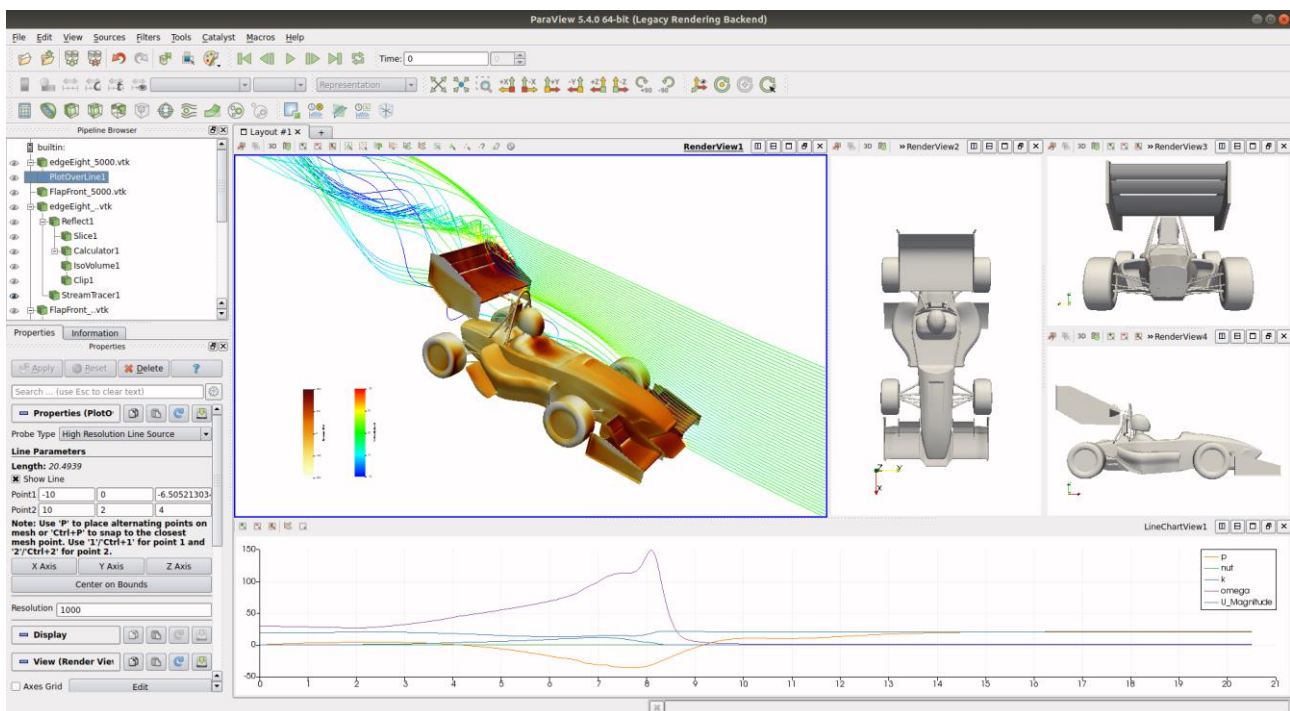 ParaView 5.4.0 64-bit (Legacy Rendering Backend)
File Edit View Sources Filters Tools Catalyst Macros Help
Time: 0 0
Representation +X -X +Y -Y +Z -Z +90 -90
Pipeline Browser
Layout #1 +
builtin:
edgeEight_5000.vtk
PlotOverLine1
FlapFront_5000.vtk
edgeEight_..vtk
Reflect1
Slice1
Calculator1
IsoVolume1
Clip1
StreamTracer1
FlapFront_..vtk
3D RenderView1
3D »RenderView2
3D »RenderView3
3D »RenderView4
Z Y
X
Properties Information
Properties
Apply Reset Delete ?
Search ... (use Esc to clear text)
Properties (PlotO
Probe Type High Resolution Line Source
Line Parameters
Length: 20.4939
Show Line
Point1 -10 0 -6.50521303
Point2 10 2 4
Note: Use 'P' to place alternating points on
mesh or 'Ctrl+P' to snap to the closest
mesh point. Use '1'/'Ctrl+1' for point 1 and
'2'/'Ctrl+2' for point 2.
X Axis Y Axis Z Axis
Center on Bounds
Resolution 1000
Display
View (Render Vie
Axes Grid Edit
LineChartView1
150
100
50
0
-50
0 1 2 3 4 5 6 7 8 9 10 11 12 13 14 15 16 17 18 19 20 21
p
nut
k
omega
U_Magnitude